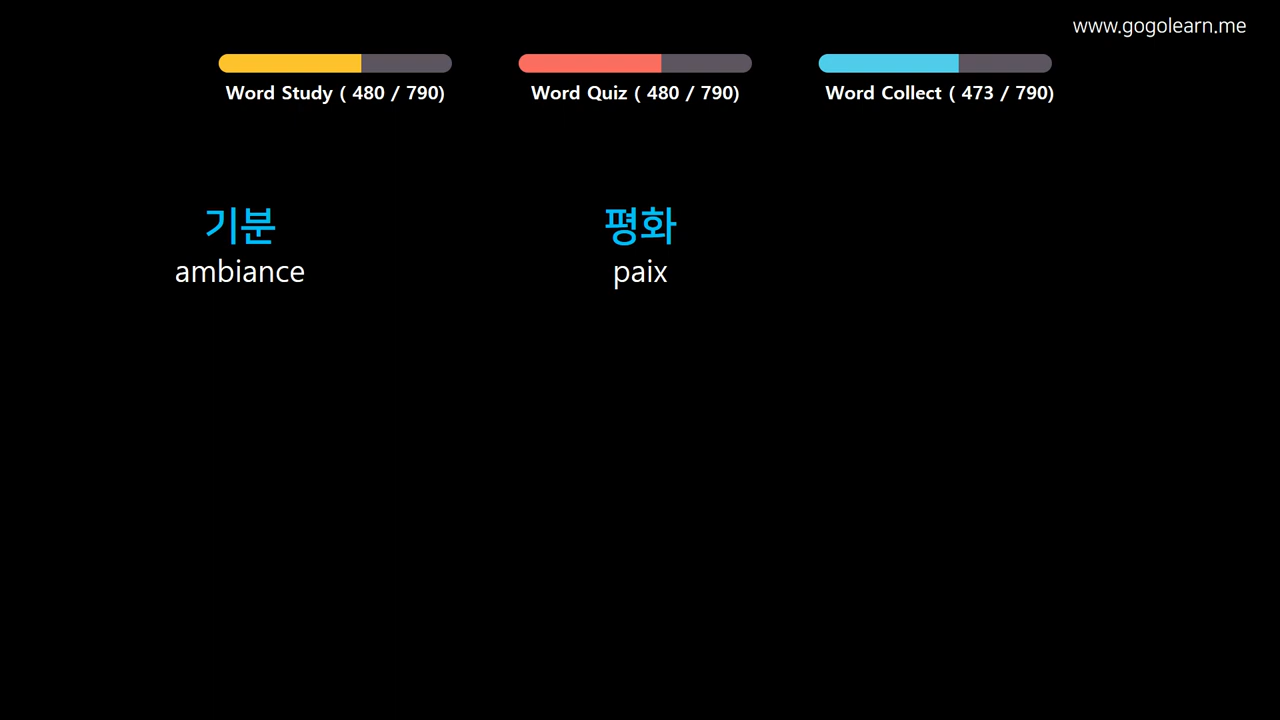 www.gogolearn.me
Word Study ( 480 / 790)
Word Quiz ( 480 / 790)
Word Collect ( 473 / 790)
기분
ambiance
평화
paix